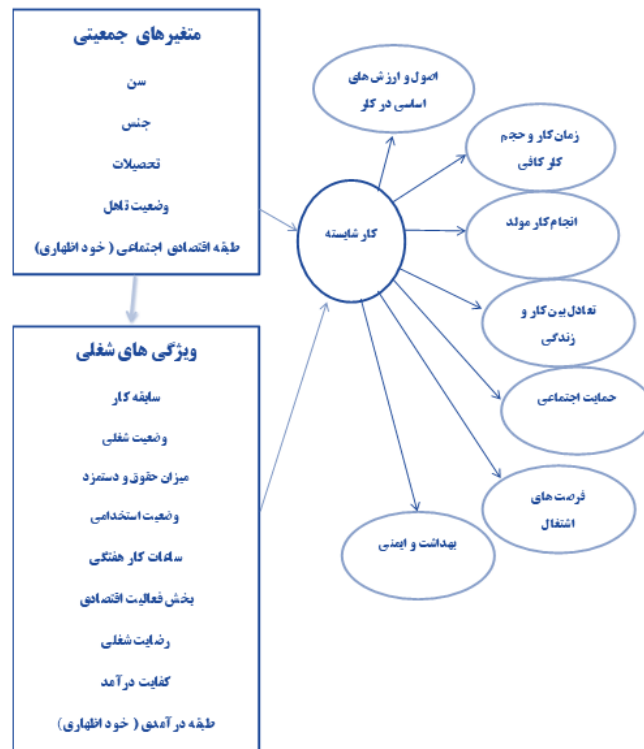 متغیرهای جمعیتی
سن
جنس
تحصیلات
وضعیت تاهل
طبقه اقتصادی اجتماعی (خود اظهاری)
ویژگی های شغلی
سابقه کار
وضعیت شغلی
میزان حقوق و دستمزد
وضعیت استخدامی
ساعات کار هفتگی
بخش فعالیت اقتصادی
رضایت شغلی
کفایت درآمد
طبقه درآمدی (خود اظهاری)
کار شایسته
اصول و ارزش های
اساسی در کار
زمان کار و حجم
کار کافی
انجام کار مولد
تعادل بین کار و
زندگی
حمایت اجتماعی
فرصت های
اشتغال
بهداشت و ایمنی